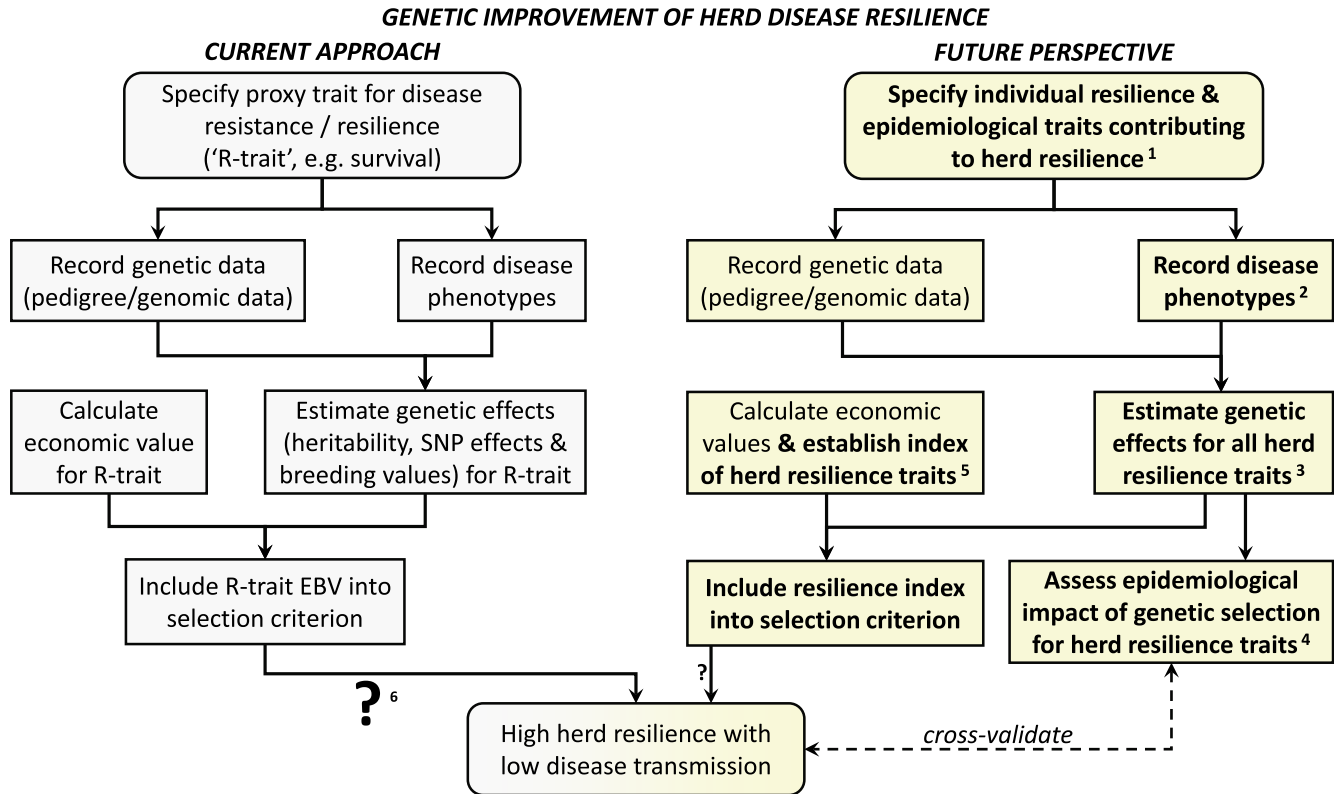 GENETIC IMPROVEMENT OF HERD DISEASE RESILIENCE
CURRENT APPROACH
Specify proxy trait for disease
resistance / resilience
(‘R-trait’, e.g. survival)
Record genetic data
(pedigree/genomic data)
Record disease
phenotypes
Calculate
economic value
for R-trait
Estimate genetic effects
(heritability, SNP effects &
breeding values) for R-trait
Include R-trait EBV into
selection criterion
? 6
FUTURE PERSPECTIVE
Specify individual resilience &
epidemiological traits contributing
to herd resilience 1
Record genetic data
(pedigree/genomic data)
Record disease
phenotypes 2
Calculate economic
values & establish index
of herd resilience traits 5
Estimate genetic
effects for all herd
resilience traits 3
Include resilience index
into selection criterion
Assess epidemiological
impact of genetic selection
for herd resilience traits 4
?
High herd resilience with
low disease transmission
cross-validate